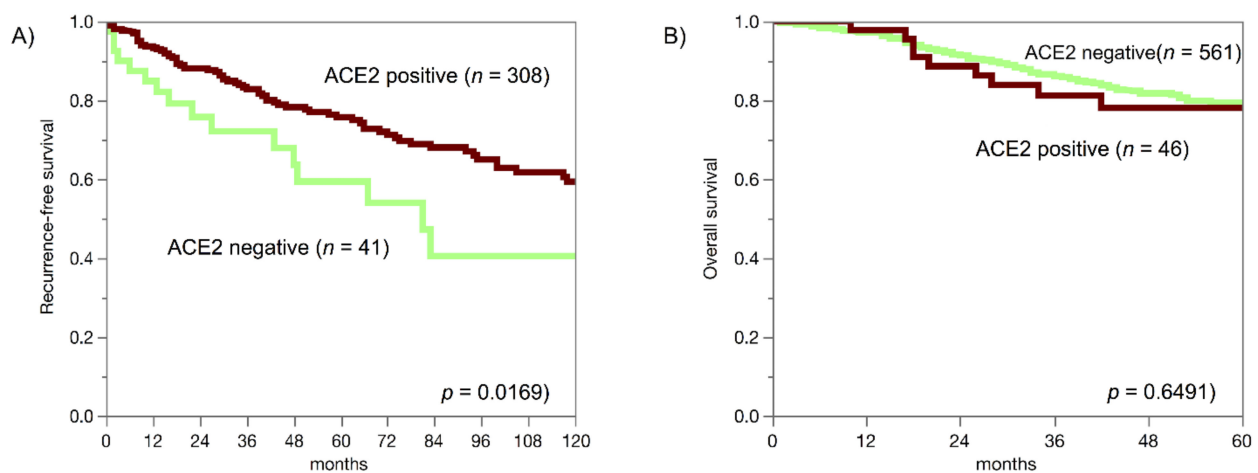 A)
Recurrence-free survival
1.0
0.8
0.6
0.4
0.2
0.0
ACE2 positive (n = 308)
ACE2 negative (n = 41)
p = 0.0169)
0 12 24 36 48 60 72 84 96 108 120
months
B)
Overall survival
1.0
0.8
0.6
0.4
0.2
0.0
ACE2 negative(n = 561)
ACE2 positive (n = 46)
p = 0.6491)
0 12 24 36 48 60
months